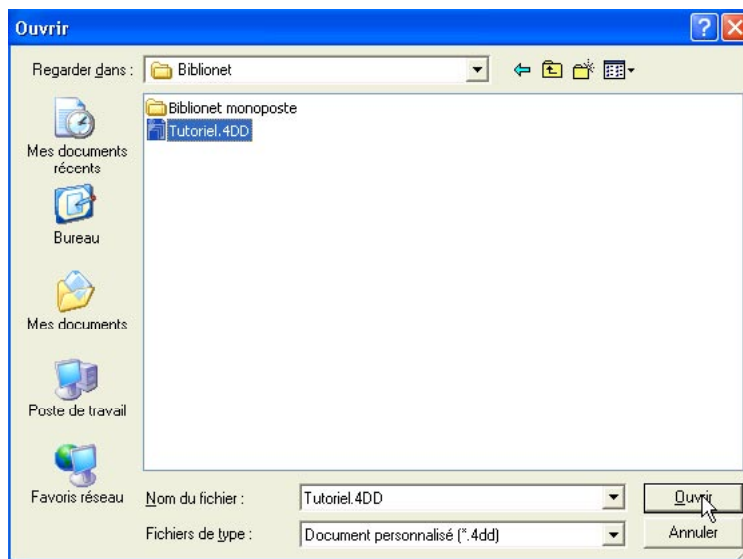 Ouvrir
Regarder dans :
Biblionet
Biblionet monoposte
Tutoriel.4DD
Mes documents
récents
Bureau
Mes documents
Poste de travail
Favoris réseau
Nom du fichier :
Tutoriel.4DD
Ouvrir
Fichiers de type :
Document personnalisé (*.4dd)
Annuler